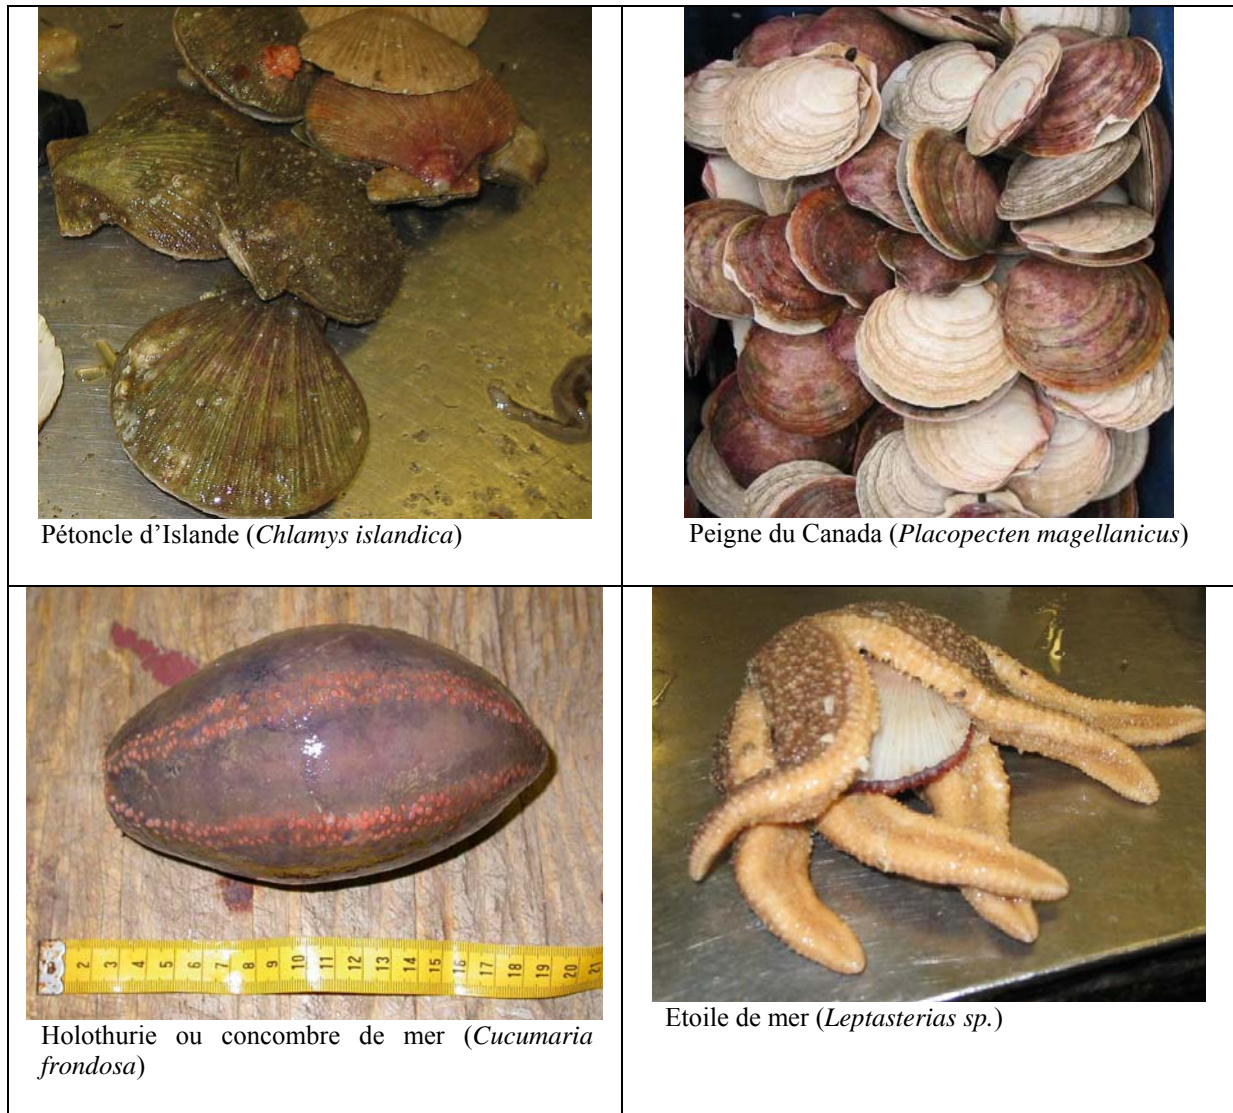 Pétoncle d’Islande (Chlamys islandica)
Peigne du Canada (Placopecten magellanicus)
2 3 4 5 6 7 8 9 10 11 12 13 14 15 16 17 18 19 20 21
Holothurie ou concombre de mer (Cucumaria
frondosa)
Etoile de mer (Leptasterias sp.)